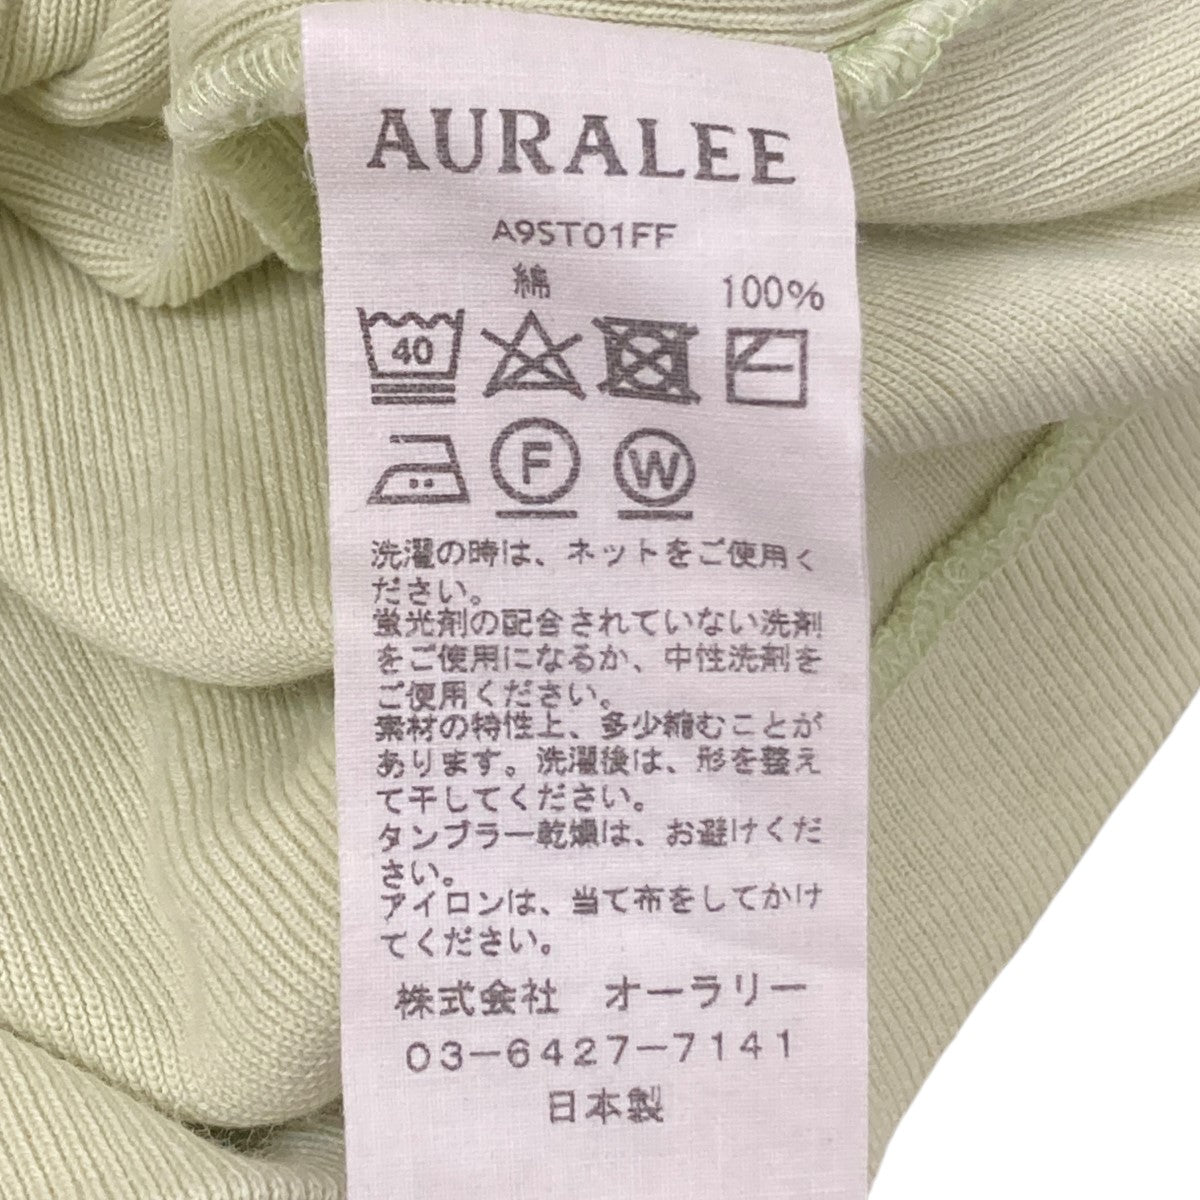 AURALEE
A9ST01FF
綿 100%
40
F W
洗濯の時は、ネットをご使用く
ださい。
蛍光剤の配合されていない洗剤
をご使用になるか、中性洗剤を
ご使用ください。
素材の特性上、多少縮むことが
あります。洗濯後は、形を整え
て干してください。
タンブラー乾燥は、お避けくだ
さい。
アイロンは、当て布をしてかけ
てください。
株式会社 オーラリー
03-6427-7141
日本製